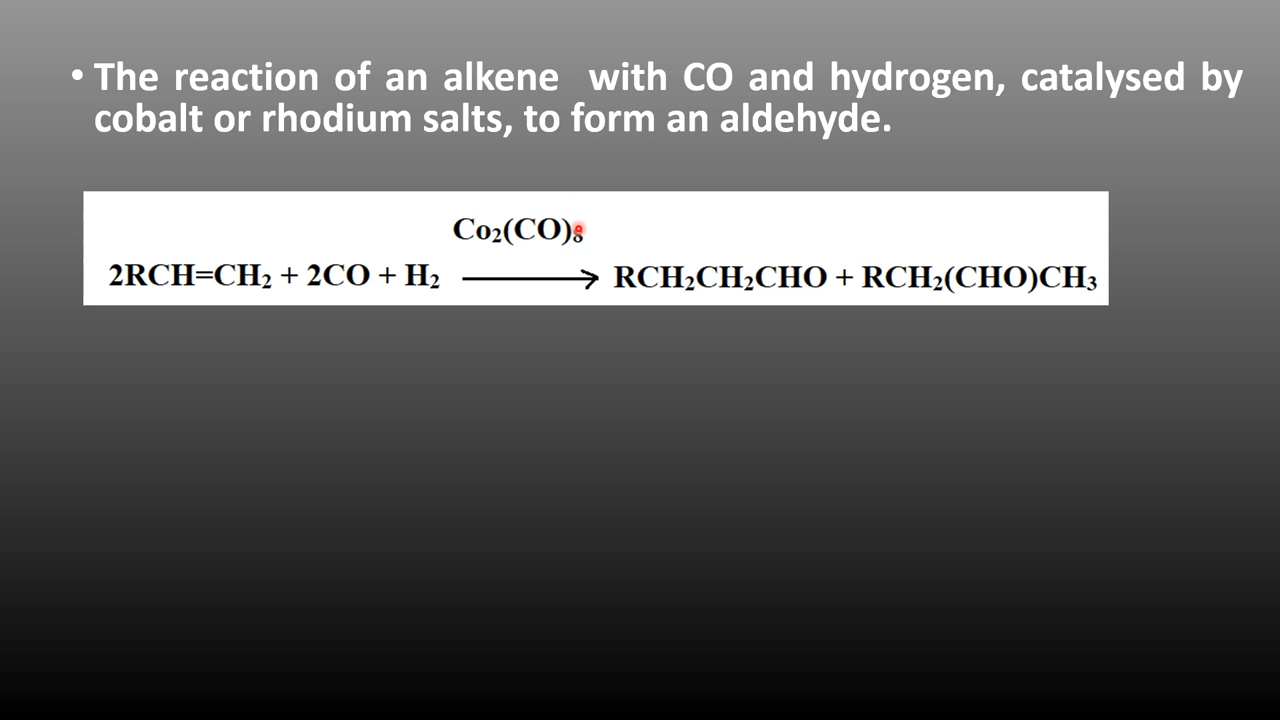 • The reaction of an alkene with CO and hydrogen, catalysed by
cobalt or rhodium salts, to form an aldehyde.
Co₂(CO)₈
2RCH=CH₂ + 2CO + H₂ ⟶ RCH₂CH₂CHO + RCH₂(CHO)CH₃